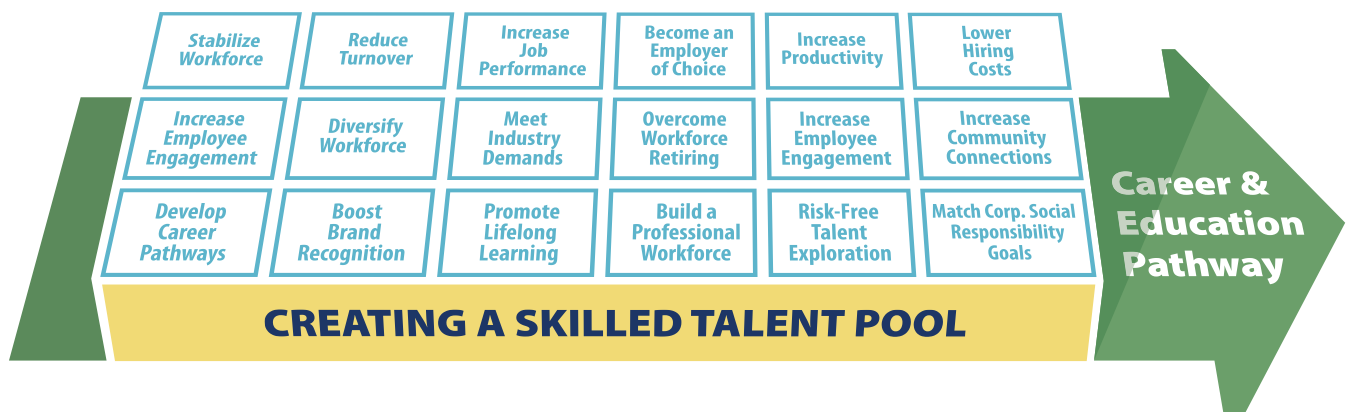 Stabilize
Workforce
Reduce
Turnover
Increase
Job
Performance
Become an
Employer
of Choice
Increase
Productivity
Lower
Hiring
Costs
Increase
Employee
Engagement
Diversify
Workforce
Meet
Industry
Demands
Overcome
Workforce
Retiring
Increase
Employee
Engagement
Increase
Community
Connections
Develop
Career
Pathways
Boost
Brand
Recognition
Promote
Lifelong
Learning
Build a
Professional
Workforce
Risk-Free
Talent
Exploration
Match Corp. Social
Responsibility
Goals
Career &
Education
Pathway
CREATING A SKILLED TALENT POOL